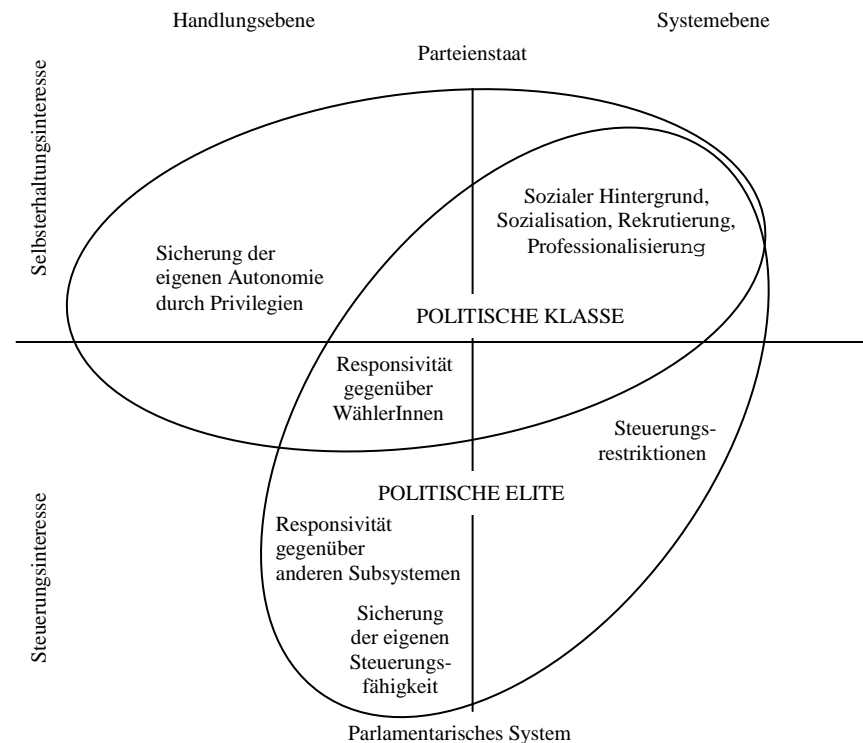 Handlungsebene
Systemebene
Parteienstaat
Selbsterhaltungsinteresse
Sozialer Hintergrund,
Sozialisation, Rekrutierung,
Professionalisierung
Sicherung der
eigenen Autonomie
durch Privilegien
POLITISCHE KLASSE
Responsivität
gegenüber
WählerInnen
Steuerungs-
restriktionen
POLITISCHE ELITE
Steuerungsinteresse
Responsivität
gegenüber
anderen Subsystemen
Sicherung
der eigenen
Steuerungs-
fähigkeit
Parlamentarisches System